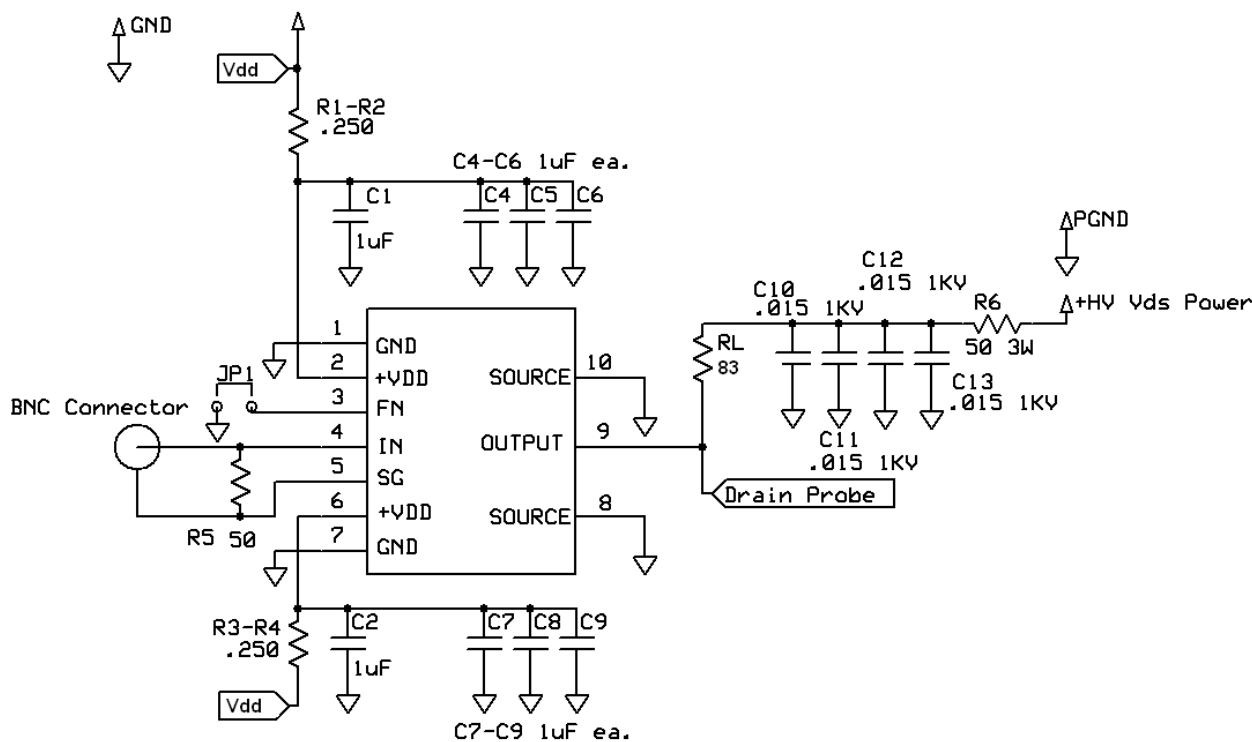 GND
Vdd
R1-R2
.250
C4-C6 1uF ea.
C1
1uF
C4
C5
C6
PGND
C12
.015 1KV
C10
.015 1KV
R6
50 3W
+HV Vds Power
RL
83
C13
.015 1KV
C11
.015 1KV
1
GND
2
+VDD
JP1
3
FN
BNC Connector
4
IN
5
SG
6
+VDD
7
GND
R5 50
SOURCE
10
OUTPUT
9
SOURCE
8
Drain Probe
R3-R4
.250
Vdd
C2
1uF
C7
C8
C9
C7-C9 1uF ea.